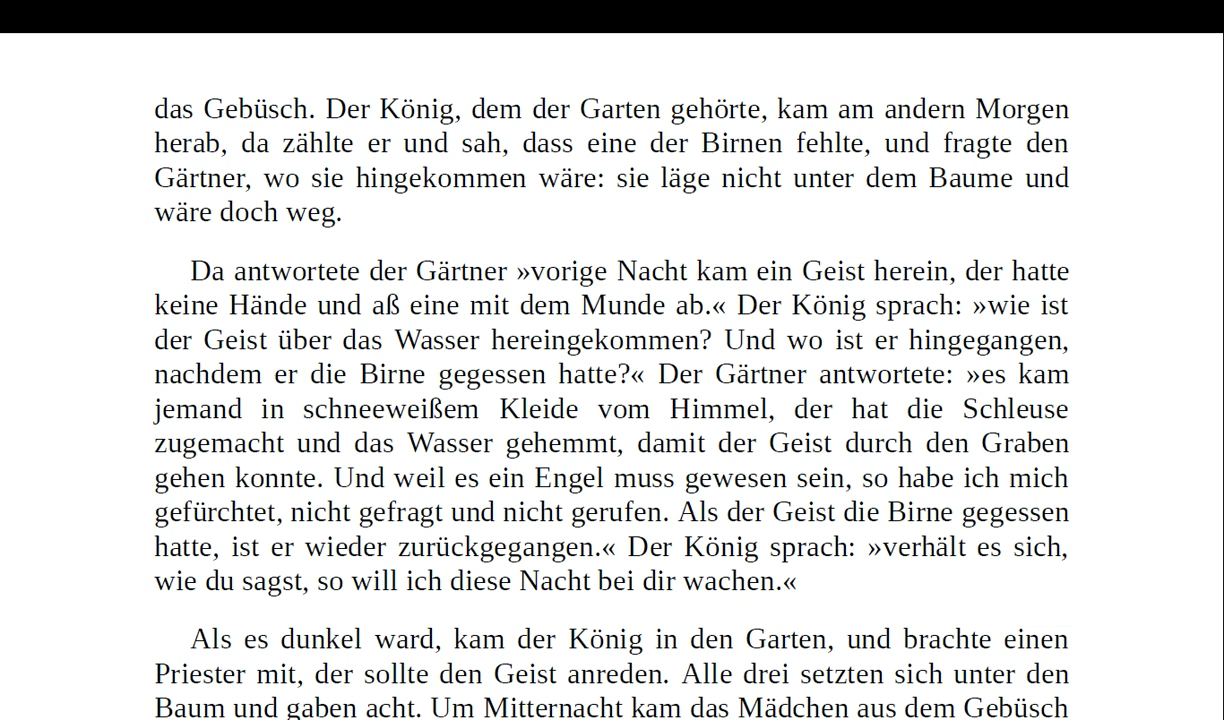 das Gebüsch. Der König, dem der Garten gehörte, kam am andern Morgen
herab, da zählte er und sah, dass eine der Birnen fehlte, und fragte den
Gärtner, wo sie hingekommen wäre: sie läge nicht unter dem Baume und
wäre doch weg.
Da antwortete der Gärtner »vorige Nacht kam ein Geist herein, der hatte
keine Hände und aß eine mit dem Munde ab.« Der König sprach: »wie ist
der Geist über das Wasser hereingekommen? Und wo ist er hingegangen,
nachdem er die Birne gegessen hatte?« Der Gärtner antwortete: »es kam
jemand in schneeweißem Kleide vom Himmel, der hat die Schleuse
zugemacht und das Wasser gehemmt, damit der Geist durch den Graben
gehen konnte. Und weil es ein Engel muss gewesen sein, so habe ich mich
gefürchtet, nicht gefragt und nicht gerufen. Als der Geist die Birne gegessen
hatte, ist er wieder zurückgegangen.« Der König sprach: »verhält es sich,
wie du sagst, so will ich diese Nacht bei dir wachen.«
Als es dunkel ward, kam der König in den Garten, und brachte einen
Priester mit, der sollte den Geist anreden. Alle drei setzten sich unter den
Baum und gaben acht. Um Mitternacht kam das Mädchen aus dem Gebüsch